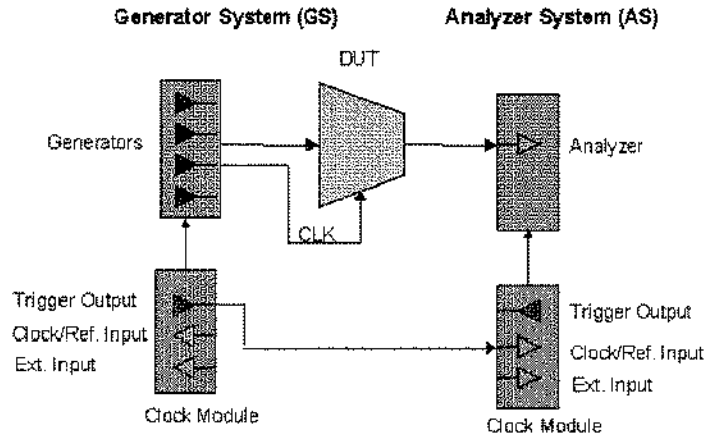 Generator System (GS)
Analyzer System (AS)
DUT
Generators
Analyzer
CLK
Trigger Output
Clock/Ref. Input
Ext. Input
Clock Module
Trigger Output
Clock/Ref. Input
Ext. Input
Clock Module